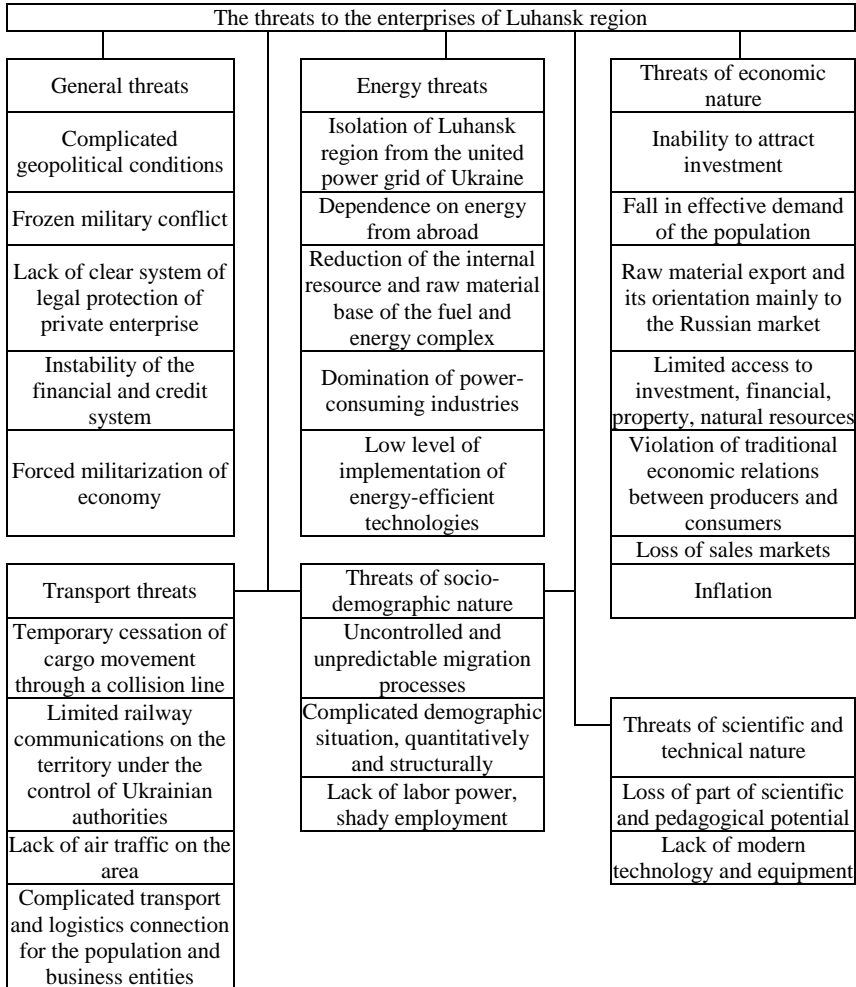 The threats to the enterprises of Luhansk region
General threats
Complicated
geopolitical conditions
Frozen military conflict
Lack of clear system of
legal protection of
private enterprise
Instability of the
financial and credit
system
Forced militarization of
economy
Energy threats
Isolation of Luhansk
region from the united
power grid of Ukraine
Dependence on energy
from abroad
Reduction of the internal
resource and raw material
base of the fuel and
energy complex
Domination of power-
consuming industries
Low level of
implementation of
energy-efficient
technologies
Threats of economic
nature
Inability to attract
investment
Fall in effective demand
of the population
Raw material export and
its orientation mainly to
the Russian market
Limited access to
investment, financial,
property, natural resources
Violation of traditional
economic relations
between producers and
consumers
Loss of sales markets
Inflation
Transport threats
Temporary cessation of
cargo movement
through a collision line
Limited railway
communications on the
territory under the
control of Ukrainian
authorities
Lack of air traffic on the
area
Complicated transport
and logistics connection
for the population and
business entities
Threats of socio-
demographic nature
Uncontrolled and
unpredictable migration
processes
Complicated demographic
situation, quantitatively
and structurally
Lack of labor power,
shady employment
Threats of scientific and
technical nature
Loss of part of scientific
and pedagogical potential
Lack of modern
technology and equipment